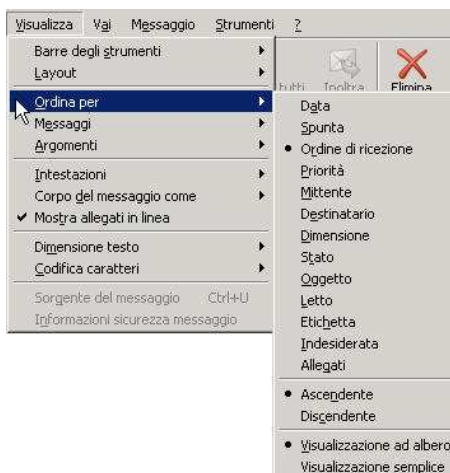 Visualizza Vai Messaggio Strumenti ?
Barre degli strumenti
Layout
tutti Inoltra Elimina
Ordina per
Messaggi
Argomenti
Intestazioni
Corpo del messaggio come
Mostra allegati in linea
Dimensione testo
Codifica caratteri
Sorgente del messaggio Ctrl+U
Informazioni sicurezza messaggio
Data
Spunta
Ordine di ricezione
Priorità
Mittente
Destinatario
Dimensione
Stato
Oggetto
Letto
Etichetta
Indesiderata
Allegati
Ascendente
Discendente
Visualizzazione ad albero
Visualizzazione semplice